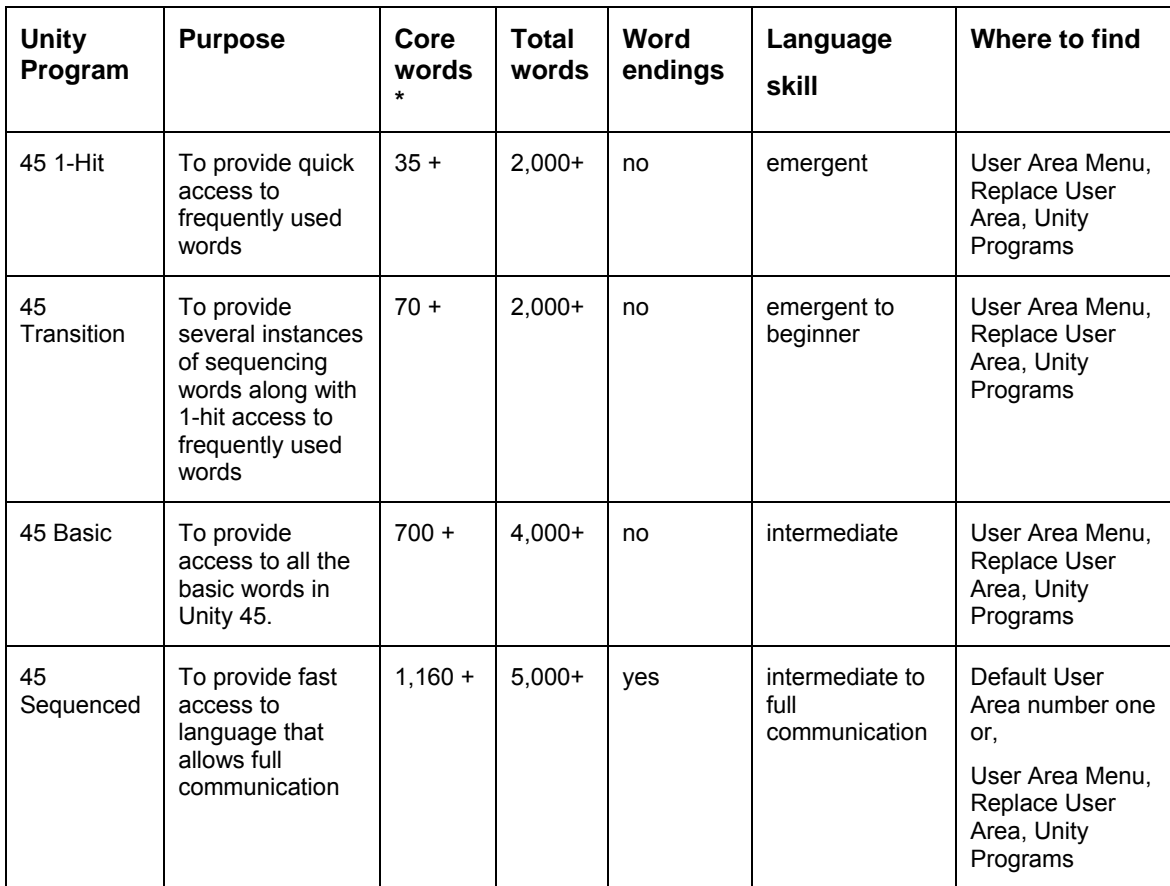 Unity Program | Purpose | Core words * | Total words | Word endings | Language skill | Where to find
45 1-Hit | To provide quick access to frequently used words | 35 + | 2,000+ | no | emergent | User Area Menu, Replace User Area, Unity Programs
45 Transition | To provide several instances of sequencing words along with 1-hit access to frequently used words | 70 + | 2,000+ | no | emergent to beginner | User Area Menu, Replace User Area, Unity Programs
45 Basic | To provide access to all the basic words in Unity 45. | 700 + | 4,000+ | no | intermediate | User Area Menu, Replace User Area, Unity Programs
45 Sequenced | To provide fast access to language that allows full communication | 1,160 + | 5,000+ | yes | intermediate to full communication | Default User Area number one or, User Area Menu, Replace User Area, Unity Programs